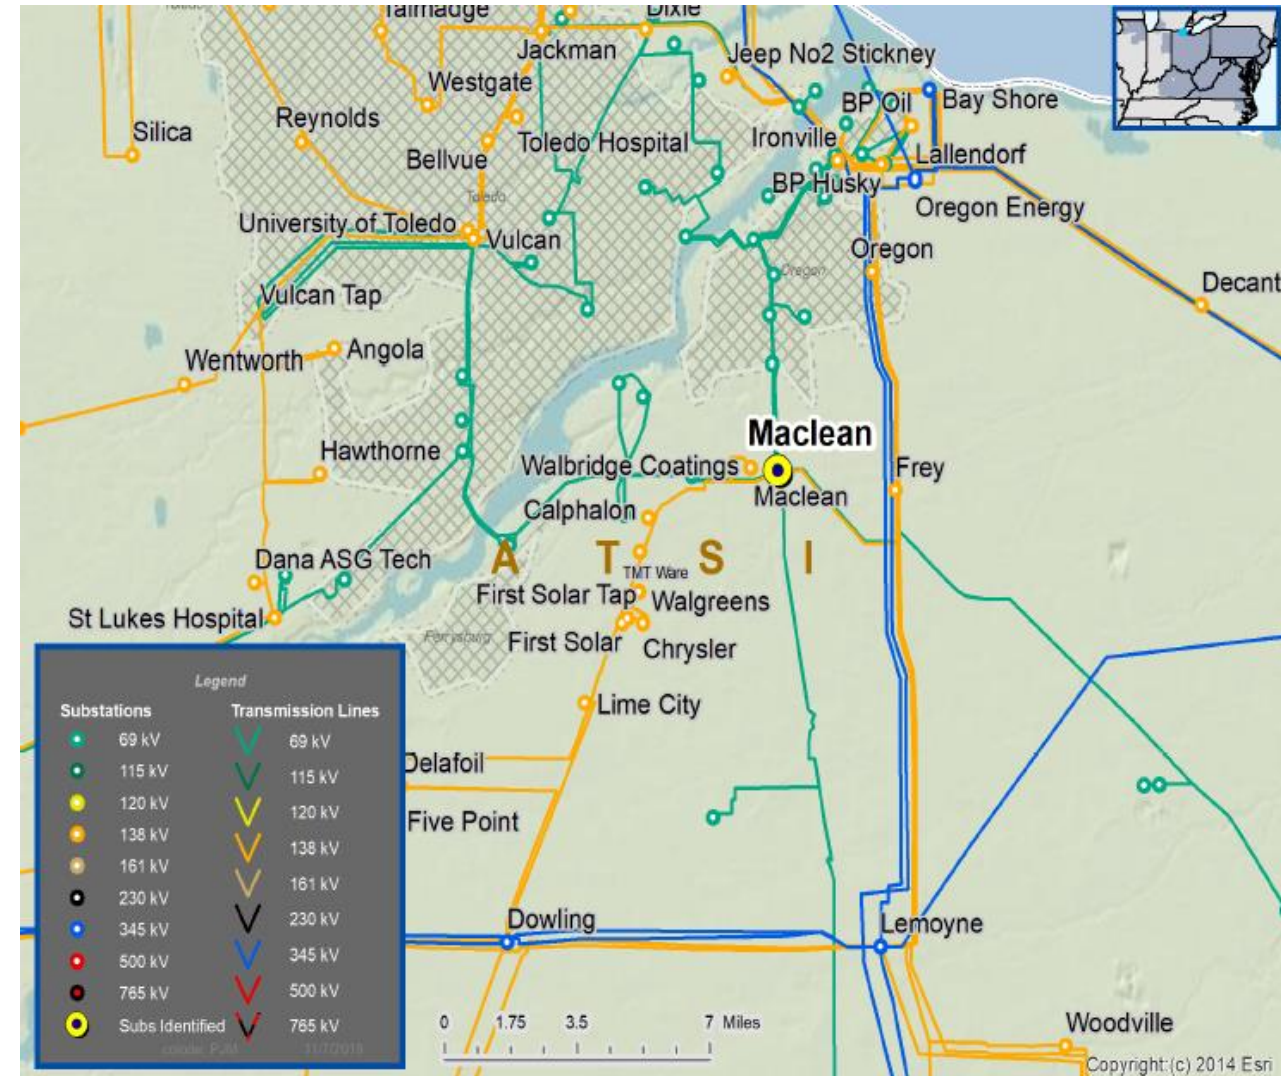 Talmadge
Dixie
Jackman
Jeep No2 Stickney
Westgate
BP Oil
Bay Shore
Silica
Reynolds
Toledo Hospital
Ironville
Bellvue
Lallendorf
BP Husky
Toledo
University of Toledo
Oregon Energy
Vulcan
Oregon
Oregon
Decant
Vulcan Tap
Wentworth
Angola
Maclean
Hawthorne
Walbridge Coatings
Frey
Maclean
Calphalon
Dana ASG Tech
A T S I
TMT Ware
First Solar Tap
Walgreens
St Lukes Hospital
Perrysburg
First Solar
Chrysler
Lime City
Delafoil
Five Point
Dowling
Lemoyne
Woodville
Legend
Substations
Transmission Lines
69 kV
69 kV
115 kV
115 kV
120 kV
120 kV
138 kV
138 kV
161 kV
161 kV
230 kV
230 kV
345 kV
345 kV
500 kV
500 kV
765 kV
765 kV
Subs Identified
0 1.75 3.5 7 Miles
Copyright:(c) 2014 Esri